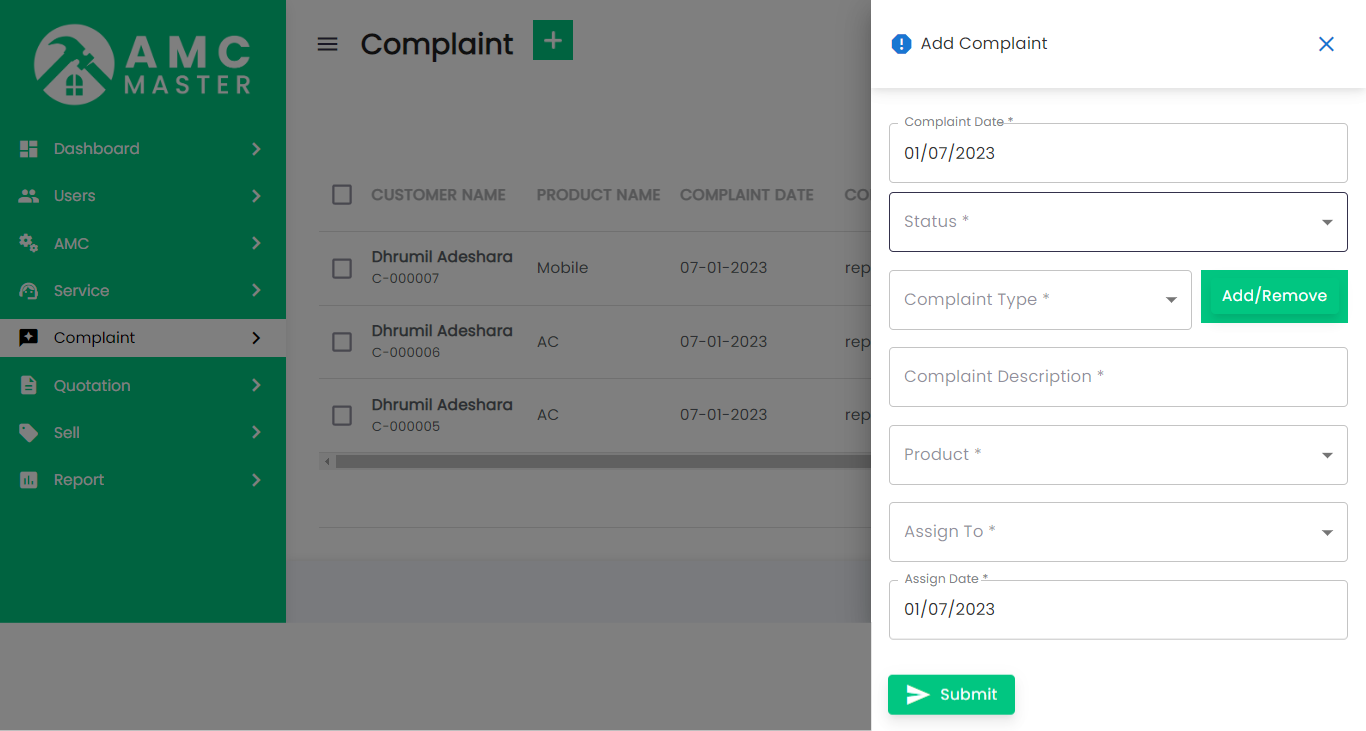 AMC
MASTER
Dashboard
Users
AMC
Service
Complaint
Quotation
Sell
Report
Complaint
CUSTOMER NAME PRODUCT NAME COMPLAINT DATE CO
Dhrumil Adeshara
C-000007
Mobile 07-01-2023 rep
Dhrumil Adeshara
C-000006
AC 07-01-2023 rep
Dhrumil Adeshara
C-000005
AC 07-01-2023 rep
Add Complaint
Complaint Date *
01/07/2023
Status *
Complaint Type *
Add/Remove
Complaint Description *
Product *
Assign To *
Assign Date *
01/07/2023
Submit